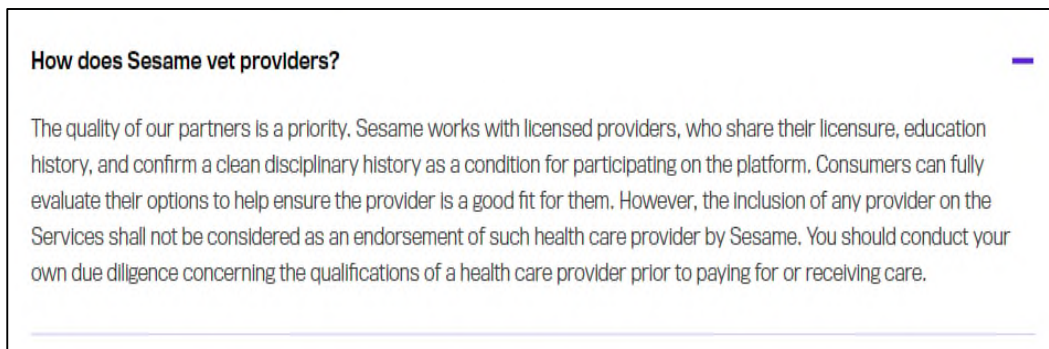 How does Sesame vet providers?
The quality of our partners is a priority. Sesame works with licensed providers, who share their licensure, education
history, and confirm a clean disciplinary history as a condition for participating on the platform. Consumers can fully
evaluate their options to help ensure the provider is a good fit for them. However, the inclusion of any provider on the
Services shall not be considered as an endorsement of such health care provider by Sesame. You should conduct your
own due diligence concerning the qualifications of a health care provider prior to paying for or receiving care.